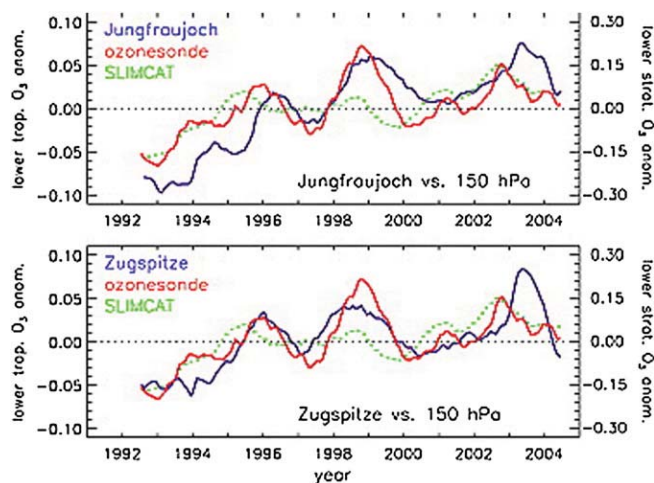 0.10
0.05
0.00
−0.05
−0.10
lower trop. O₃ anom.
Jungfraujoch
ozonesonde
SLIMCAT
Jungfraujoch vs. 150 hPa
0.30
0.15
0.00
−0.15
−0.30
lower strat. O₃ anom.
1992 1994 1996 1998 2000 2002 2004
0.10
0.05
0.00
−0.05
−0.10
lower trop. O₃ anom.
Zugspitze
ozonesonde
SLIMCAT
Zugspitze vs. 150 hPa
0.30
0.15
0.00
−0.15
−0.30
lower strat. O₃ anom.
1992 1994 1996 1998 2000 2002 2004
year